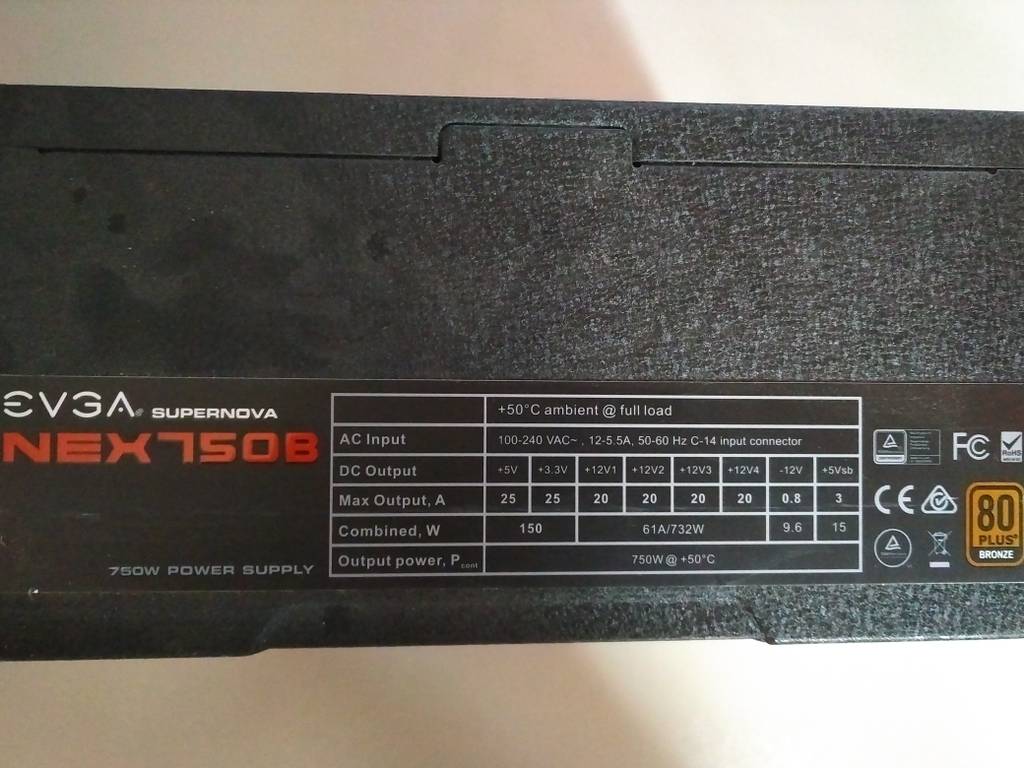 EVGA SUPERNOVA
NEX750B
750W POWER SUPPLY
+50°C ambient @ full load
AC Input 100-240 VAC~ , 12-5.5A, 50-60 Hz C-14 input connector
DC Output +5V +3.3V +12V1 +12V2 +12V3 +12V4 -12V +5Vsb
Max Output, A 25 25 20 20 20 20 0.8 3
Combined, W 150 61A/732W 9.6 15
Output power, Pcont 750W @ +50°C
FC
RoHS
CE
80
PLUS
BRONZE